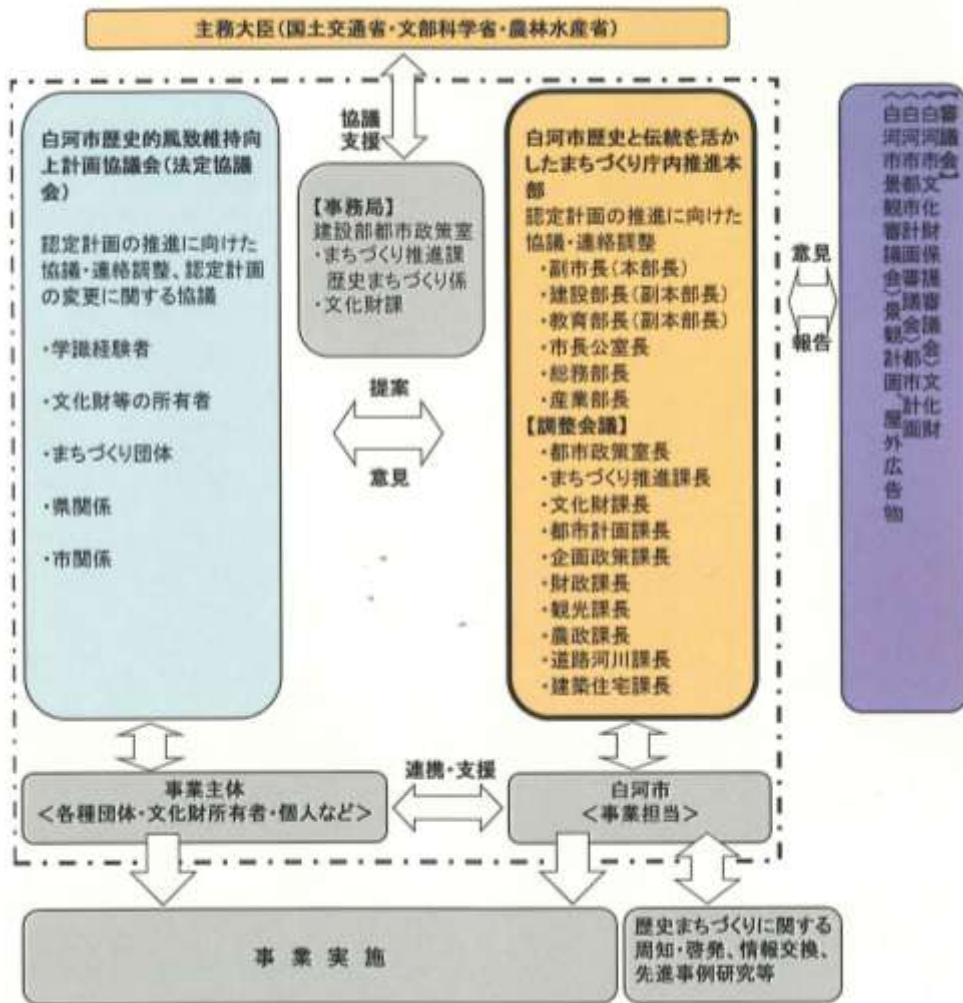 主務大臣(国土交通省・文部科学省・農林水産省)
協議
支援
白河市歴史的風致維持向
上計画協議会(法定協議
会)
認定計画の推進に向けた
協議・連絡調整、認定計画
の変更に関する協議
・学識経験者
・文化財等の所有者
・まちづくり団体
・県関係
・市関係
【事務局】
建設部都市政策室
・まちづくり推進課
歴史まちづくり係
・文化財課
提案
意見
白河市歴史と伝統を活か
したまちづくり庁内推進本
部
認定計画の推進に向けた
協議・連絡調整
・副市長(本部長)
・建設部長(副本部長)
・教育部長(副本部長)
・市長公室長
・総務部長
・産業部長
【調整会議】
・都市政策室長
・まちづくり推進課長
・文化財課長
・都市計画課長
・企画政策課長
・財政課長
・観光課長
・農政課長
・道路河川課長
・建築住宅課長
意見
報告
【審議会】
(白河市文化財保護審議会)文化財
(白河市都市計画審議会)都市計画
(白河市景観審議会)景観計画、屋外広告物
事業主体
<各種団体・文化財所有者・個人など>
連携・支援
白河市
<事業担当>
事業実施
歴史まちづくりに関する
周知・啓発、情報交換、
先進事例研究等